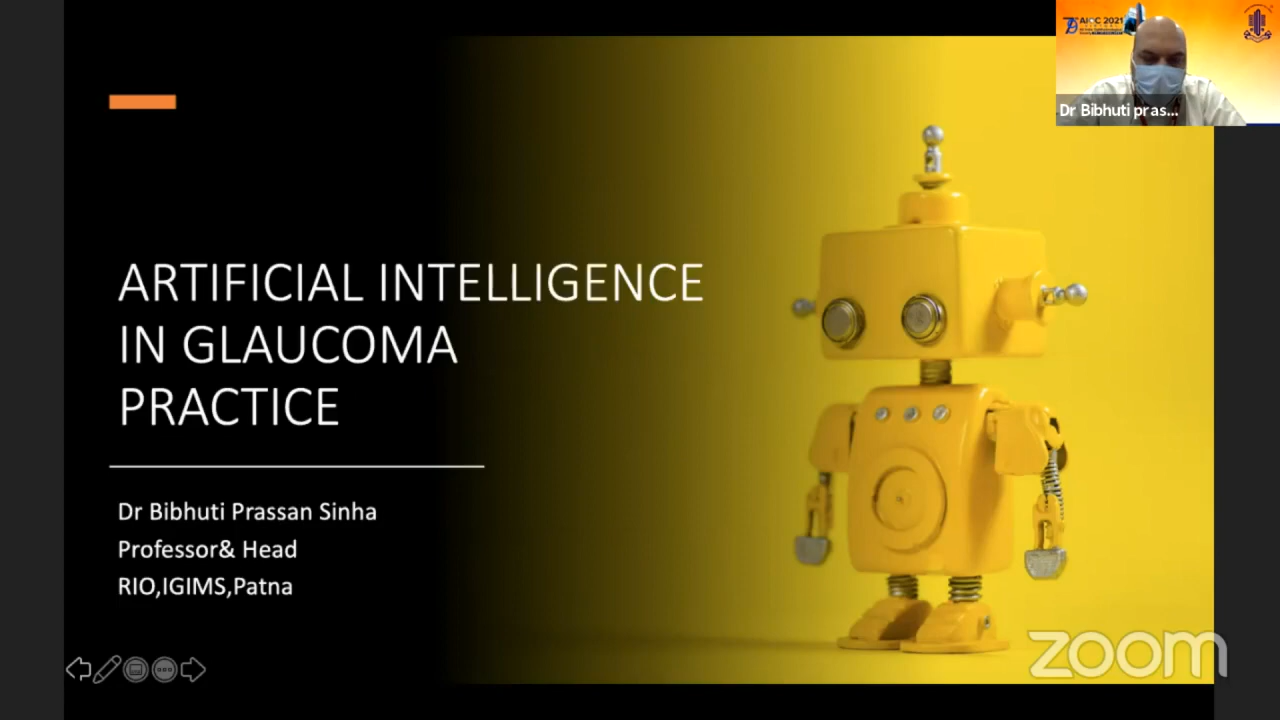 AIOC 2021
Dr Bibhuti pras...
ARTIFICIAL INTELLIGENCE
IN GLAUCOMA
PRACTICE
Dr Bibhuti Prassan Sinha
Professor& Head
RIO,IGIMS,Patna
zoom